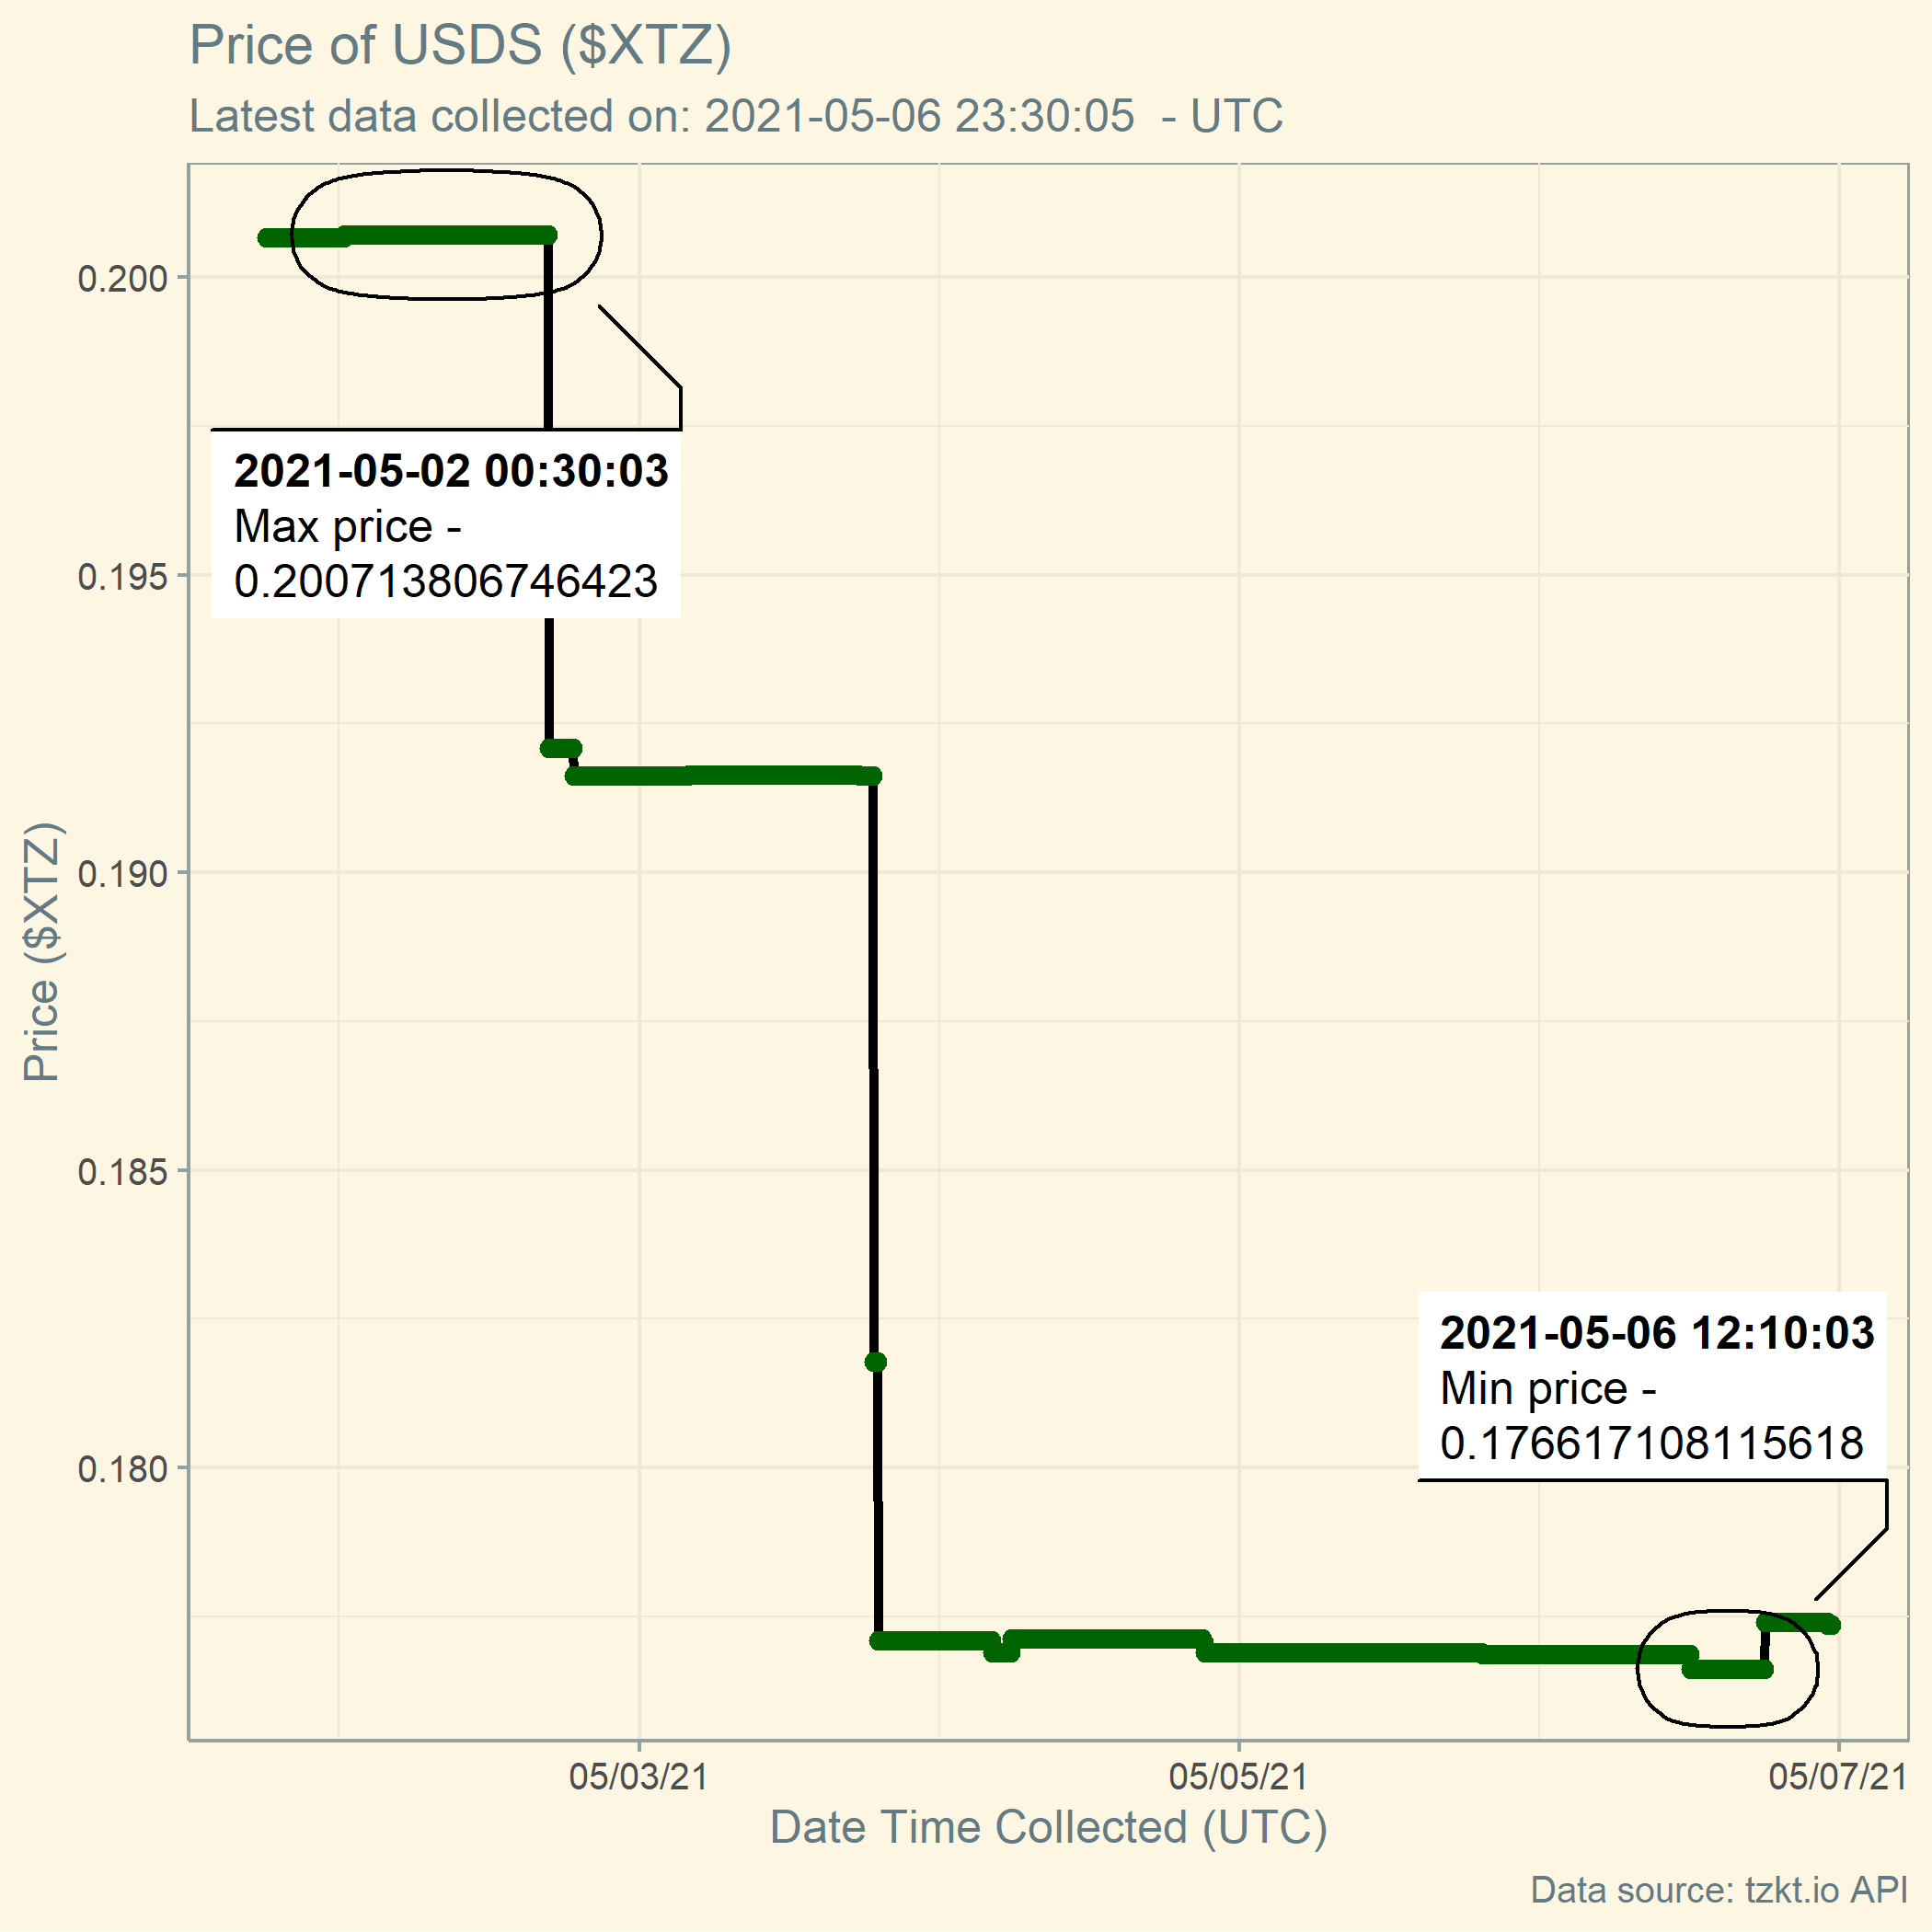 Price of USDS ($XTZ)
Latest data collected on: 2021-05-06 23:30:05 - UTC
0.200
2021-05-02 00:30:03
Max price -
0.200713806746423
0.195
0.190
Price ($XTZ)
0.185
2021-05-06 12:10:03
Min price -
0.176617108115618
0.180
05/03/21
05/05/21
05/07/21
Date Time Collected (UTC)
Data source: tzkt.io API